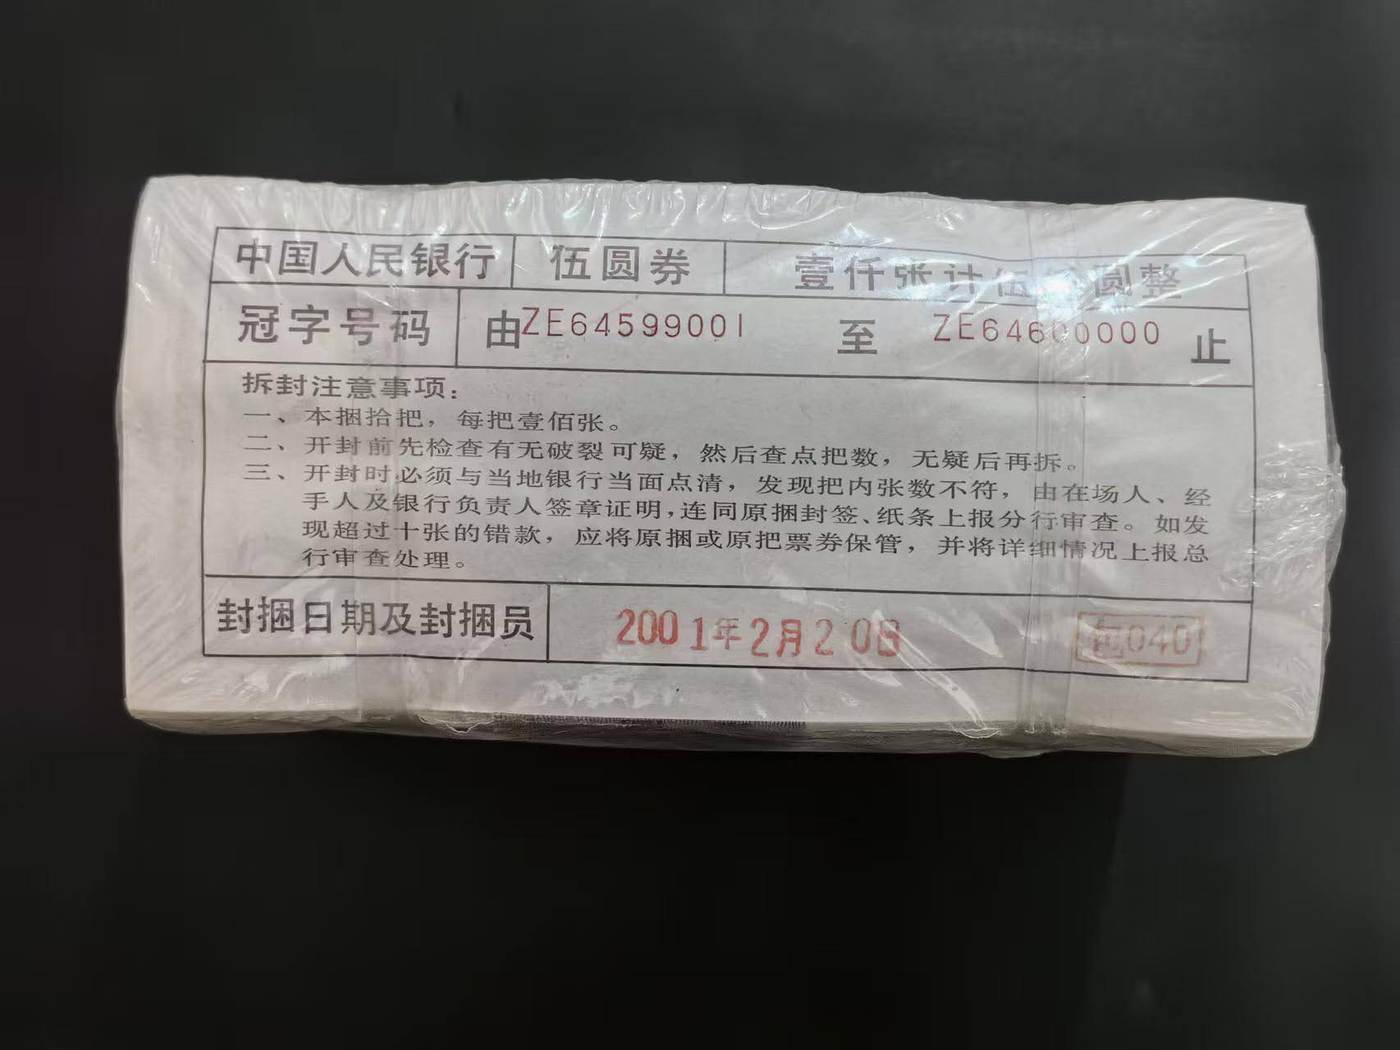 中国人民银行 伍圆券 壹仟张计伍仟圆整
冠字号码 由ZE64599001 至 ZE64600000 止
拆封注意事项：
一、本捆拾把，每把壹佰张。
二、开封前先检查有无破裂可疑，然后查点把数，无疑后再拆。
三、开封时必须与当地银行当面点清，发现把内张数不符，由在场人、经
手人及银行负责人签章证明，连同原捆封签、纸条上报分行审查。如发
现超过十张的错款，应将原捆或原把票券保管，并将详细情况上报总
行审查处理。
封捆日期及封捆员 2001年2月20日 包040